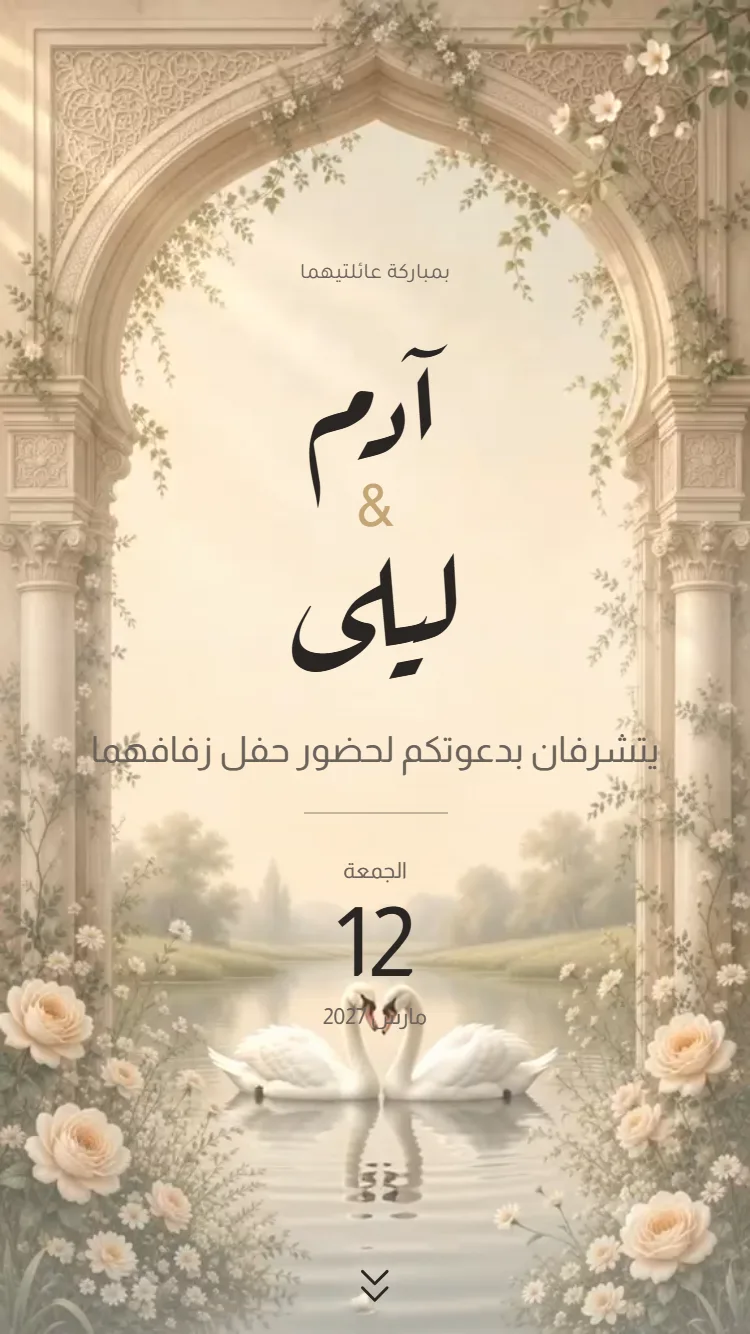 بمباركة عائلتيهما
آدم
&
ليلى
يتشرفان بدعوتكم لحضور حفل زفافهما
الجمعة
12
مارس 2027